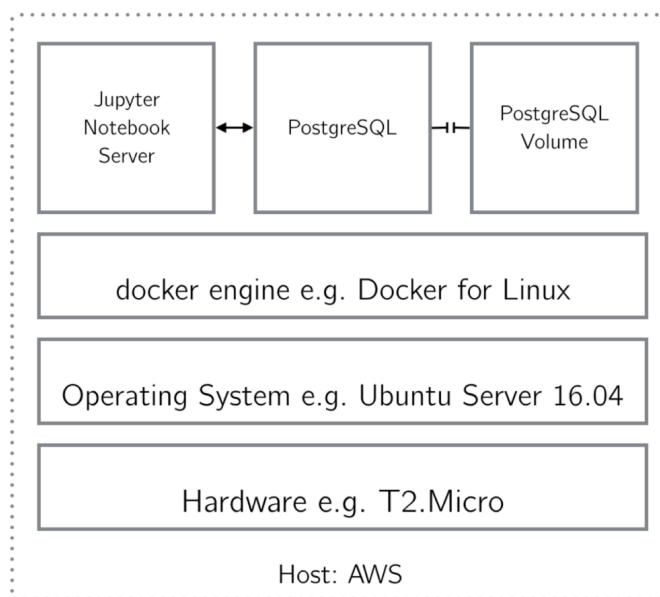 Jupyter
Notebook
Server
PostgreSQL
PostgreSQL
Volume
docker engine e.g. Docker for Linux
Operating System e.g. Ubuntu Server 16.04
Hardware e.g. T2.Micro
Host: AWS